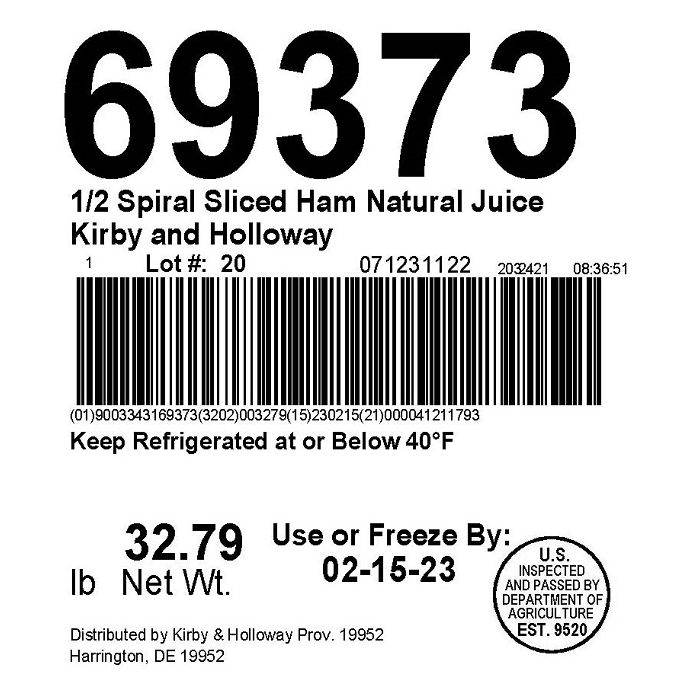 69373
1/2 Spiral Sliced Ham Natural Juice
Kirby and Holloway
1 Lot #: 20 071231122 2032421 08:36:51
(01)90033343169373(3202)003279(15)230215(21)000041211793
Keep Refrigerated at or Below 40°F
32.79
lb Net Wt.
Use or Freeze By:
02-15-23
U.S.
INSPECTED
AND PASSED BY
DEPARTMENT OF
AGRICULTURE
EST. 9520
Distributed by Kirby & Holloway Prov. 19952
Harrington, DE 19952